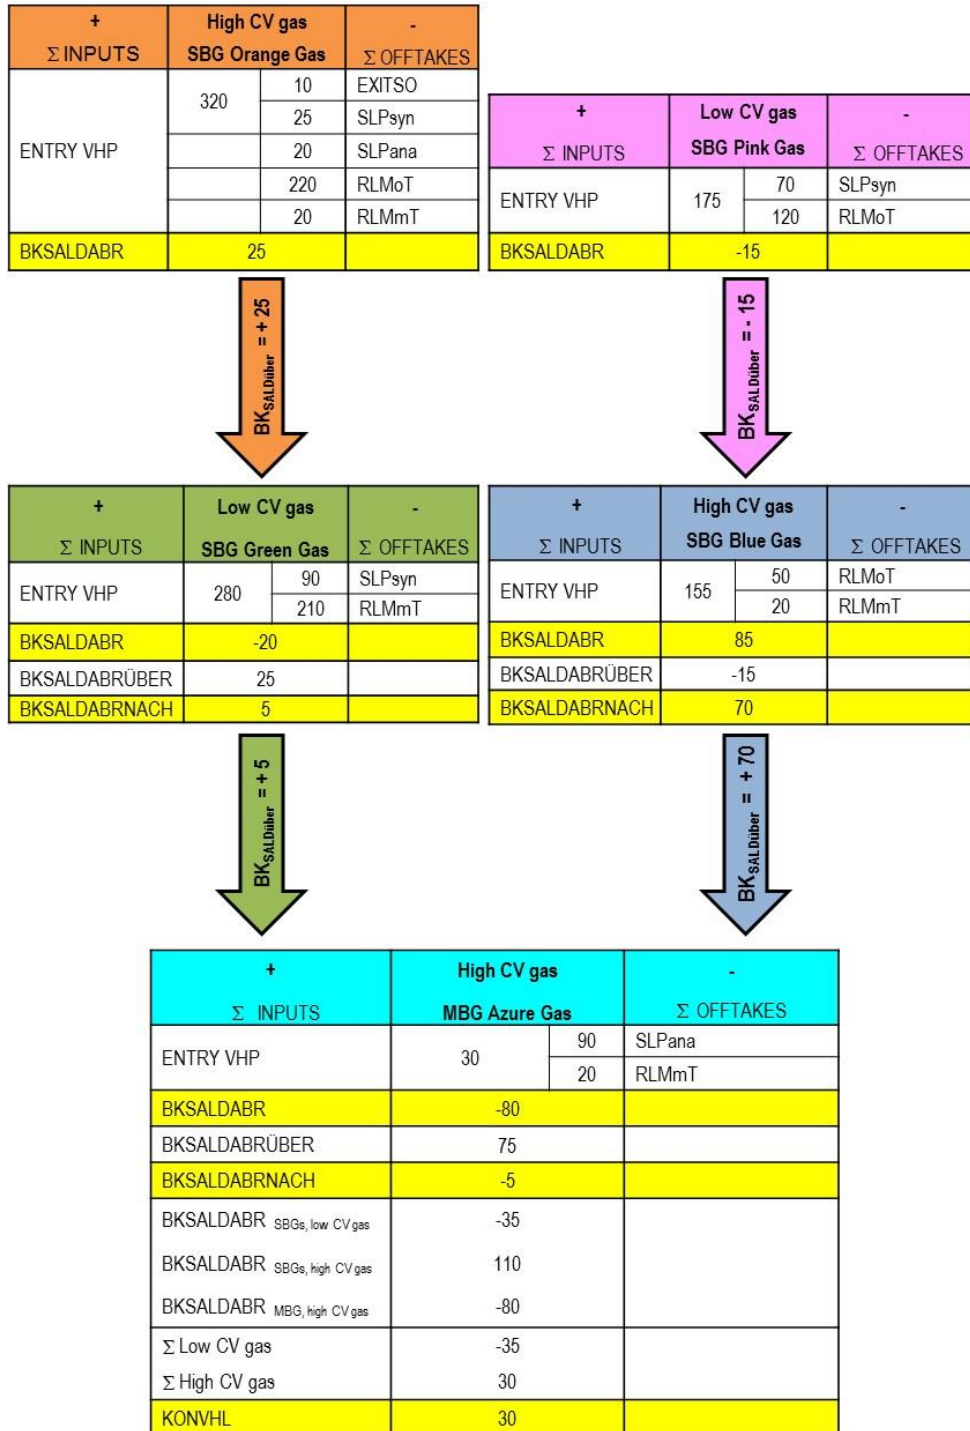 + High CV gas -
Σ INPUTS SBG Orange Gas Σ OFFTAKES
ENTRY VHP 320 10 EXITSO
25 SLPsyn
20 SLPana
220 RLMoT
20 RLMmT
BKSALDABR 25
+ Low CV gas -
Σ INPUTS SBG Pink Gas Σ OFFTAKES
ENTRY VHP 175 70 SLPsyn
120 RLMoT
BKSALDABR -15
BKSALDüber = + 25
BKSALDüber = - 15
+ Low CV gas -
Σ INPUTS SBG Green Gas Σ OFFTAKES
ENTRY VHP 280 90 SLPsyn
210 RLMmT
BKSALDABR -20
BKSALDABRÜBER 25
BKSALDABRNACH 5
+ High CV gas -
Σ INPUTS SBG Blue Gas Σ OFFTAKES
ENTRY VHP 155 50 RLMoT
20 RLMmT
BKSALDABR 85
BKSALDABRÜBER -15
BKSALDABRNACH 70
BKSALDüber = + 5
BKSALDüber = + 70
+ High CV gas -
Σ INPUTS MBG Azure Gas Σ OFFTAKES
ENTRY VHP 30 90 SLPana
20 RLMmT
BKSALDABR -80
BKSALDABRÜBER 75
BKSALDABRNACH -5
BKSALDABR SBGs, low CV gas -35
BKSALDABR SBGs, high CV gas 110
BKSALDABR MBG, high CV gas -80
Σ Low CV gas -35
Σ High CV gas 30
KONVHL 30